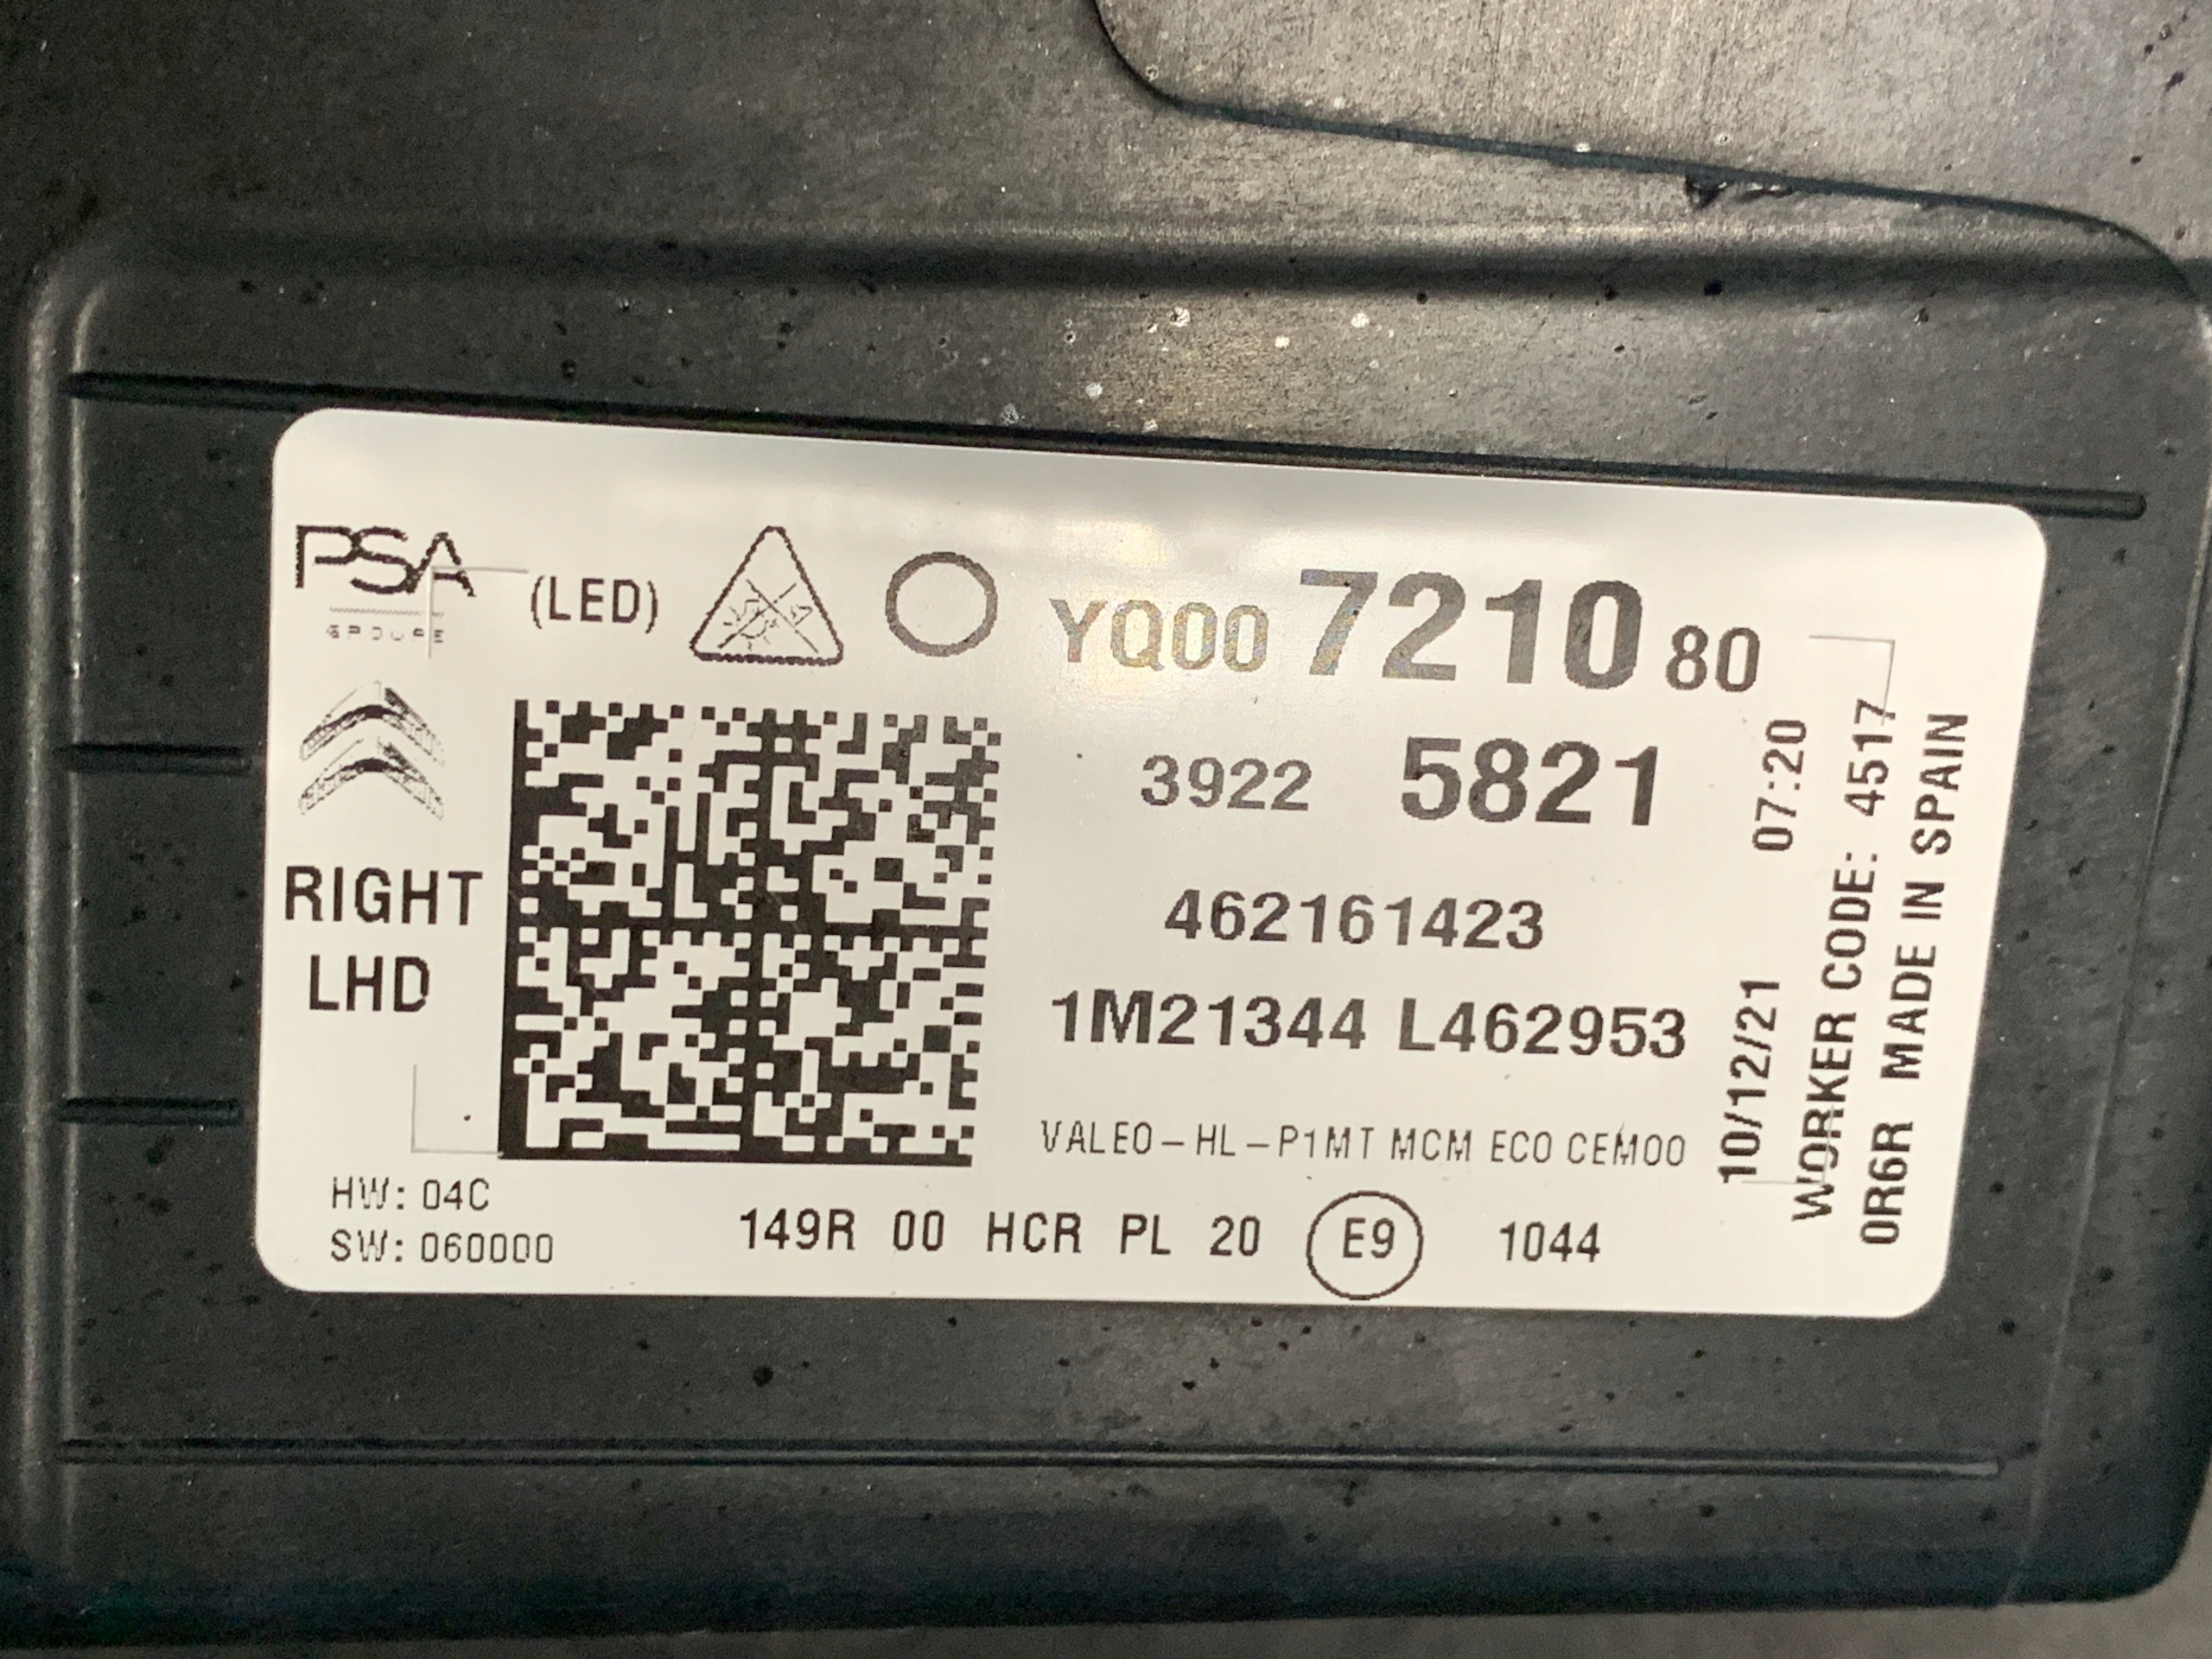 PSA
GROUPE
(LED)
YQ00 7210 80
3922 5821
462161423
1M21344 L462953
VALEO-HL-P1MT MCM ECO CEM00
RIGHT
LHD
HW: 04C
SW: 060000
149R 00 HCR PL 20 E9 1044
10/12/21 07:20
WORKER CODE: 4517
0R6R MADE IN SPAIN